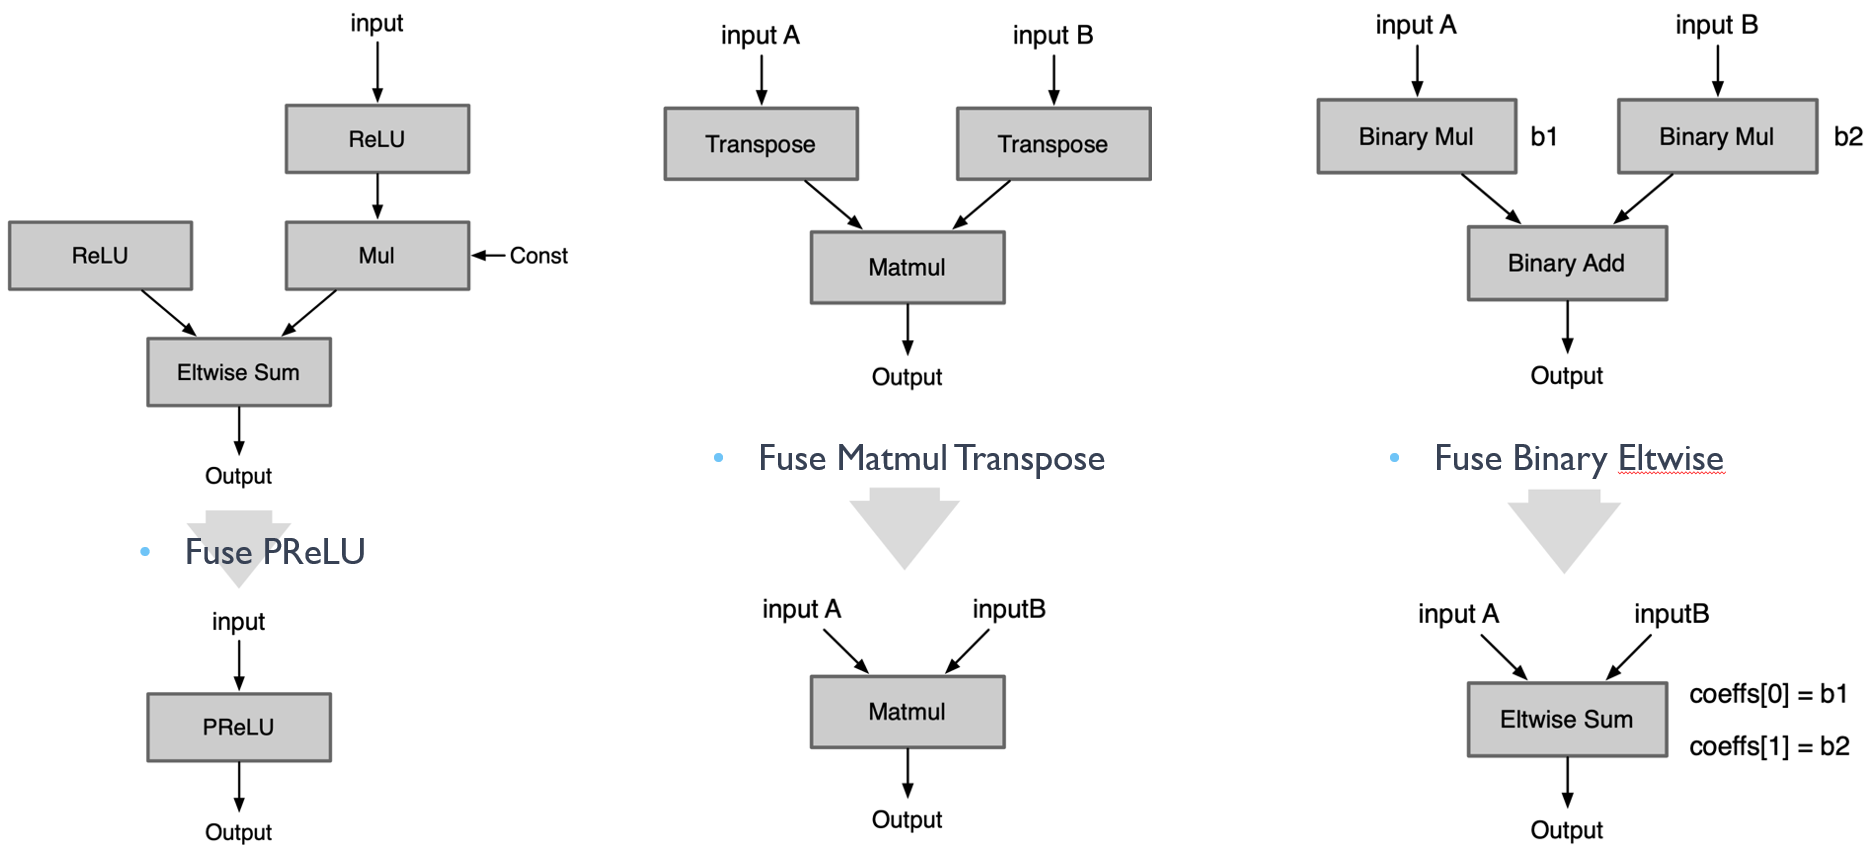 input
ReLU
ReLU
Mul
Const
Eltwise Sum
Output
• Fuse PReLU
input
PReLU
Output
input A
input B
Transpose
Transpose
Matmul
Output
• Fuse Matmul Transpose
input A
inputB
Matmul
Output
input A
input B
Binary Mul
b1
Binary Mul
b2
Binary Add
Output
• Fuse Binary Eltwise
input A
inputB
Eltwise Sum
coeffs[0] = b1
coeffs[1] = b2
Output